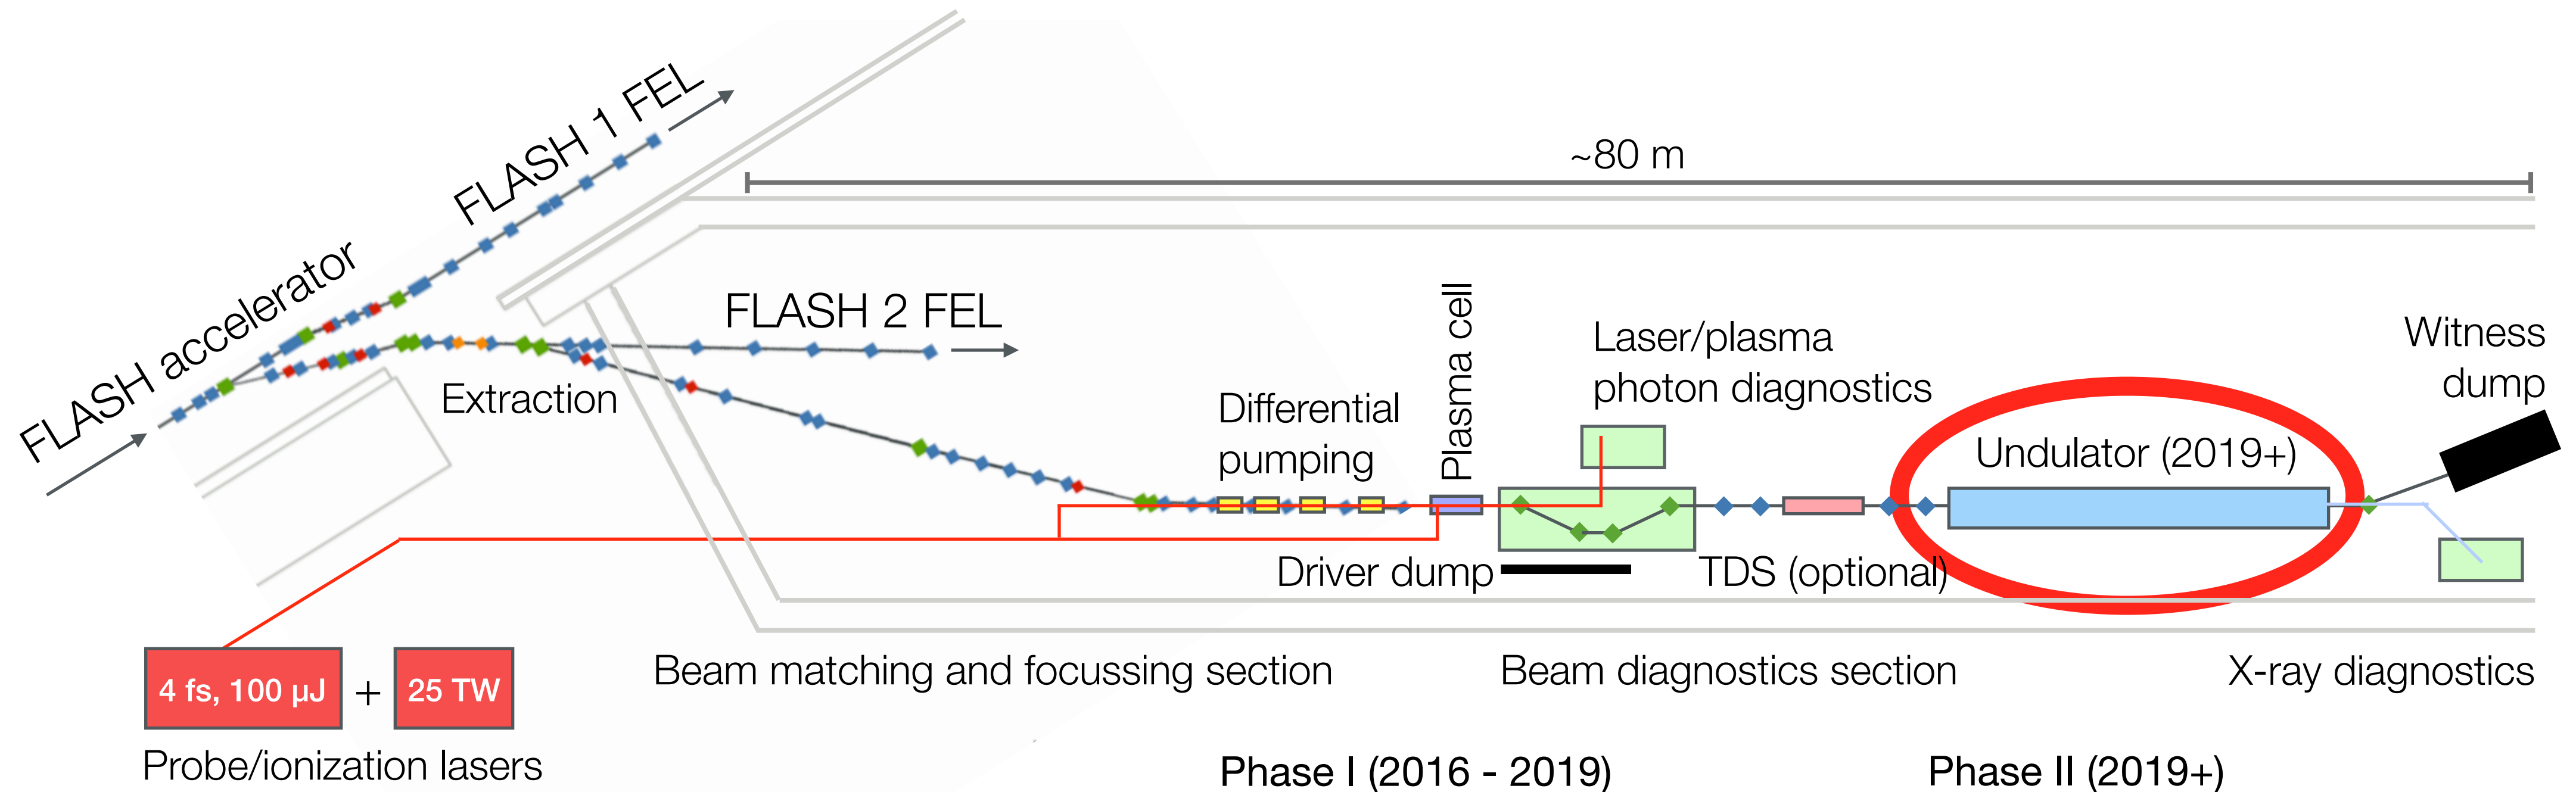 FLASH 1 FEL
~80 m
FLASH accelerator
FLASH 2 FEL
Extraction
Differential
pumping
Plasma cell
Laser/plasma
photon diagnostics
Undulator (2019+)
Witness
dump
Driver dump
TDS (optional)
Beam matching and focussing section
Beam diagnostics section
X-ray diagnostics
4 fs, 100 µJ + 25 TW
Probe/ionization lasers
Phase I (2016 - 2019)
Phase II (2019+)